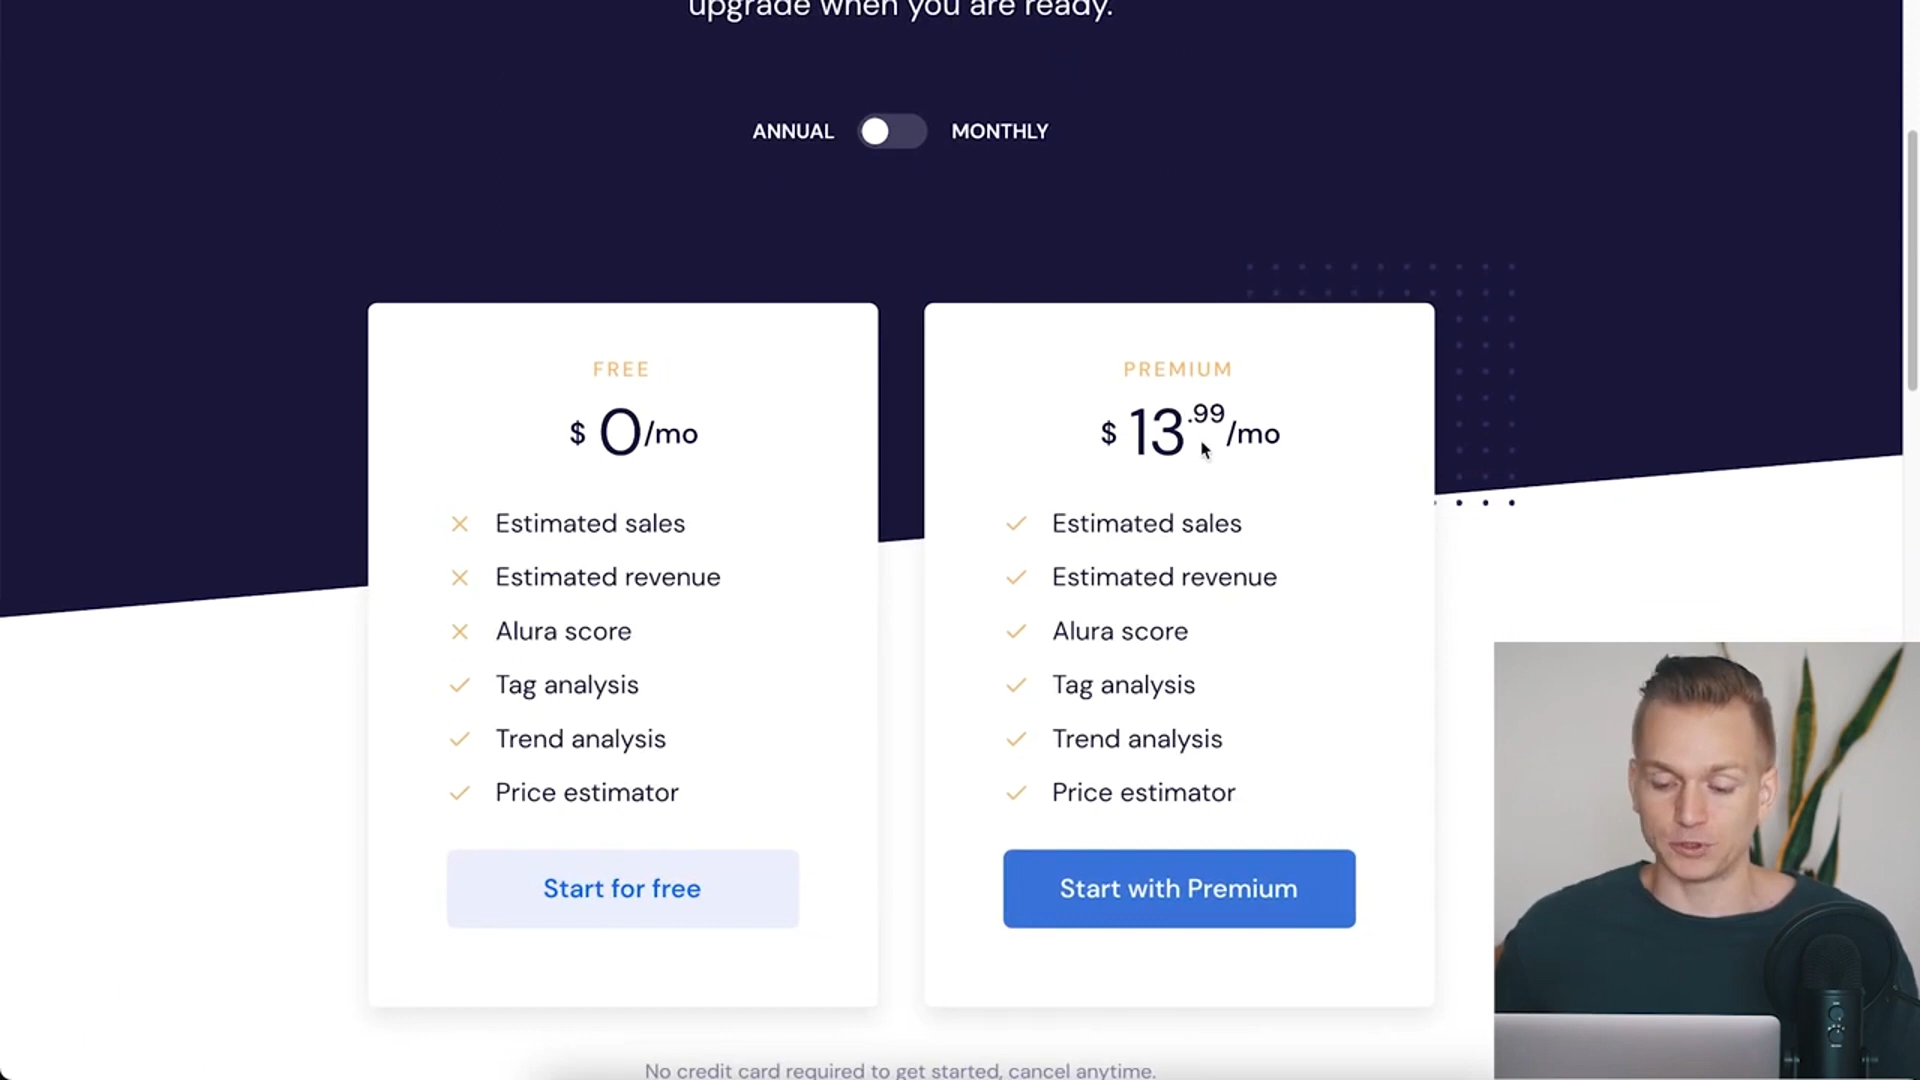 upgrade when you are ready.
ANNUAL MONTHLY
FREE
$ 0/mo
Estimated sales
Estimated revenue
Alura score
Tag analysis
Trend analysis
Price estimator
Start for free
PREMIUM
$ 13.99/mo
Estimated sales
Estimated revenue
Alura score
Tag analysis
Trend analysis
Price estimator
Start with Premium
No credit card required to get started, cancel anytime.